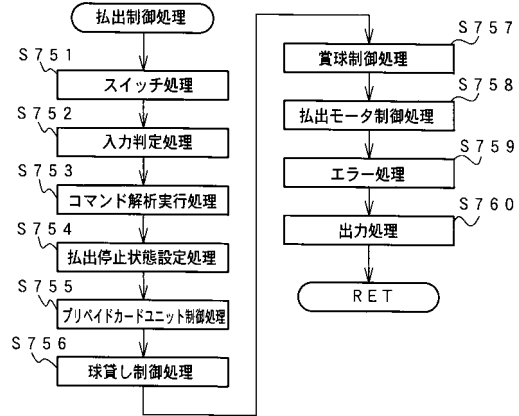 払出制御処理
S751
スイッチ処理
S752
入力判定処理
S753
コマンド解析実行処理
S754
払出停止状態設定処理
S755
プリペイドカードユニット制御処理
S756
球貸し制御処理
S757
賞球制御処理
S758
払出モータ制御処理
S759
エラー処理
S760
出力処理
RET